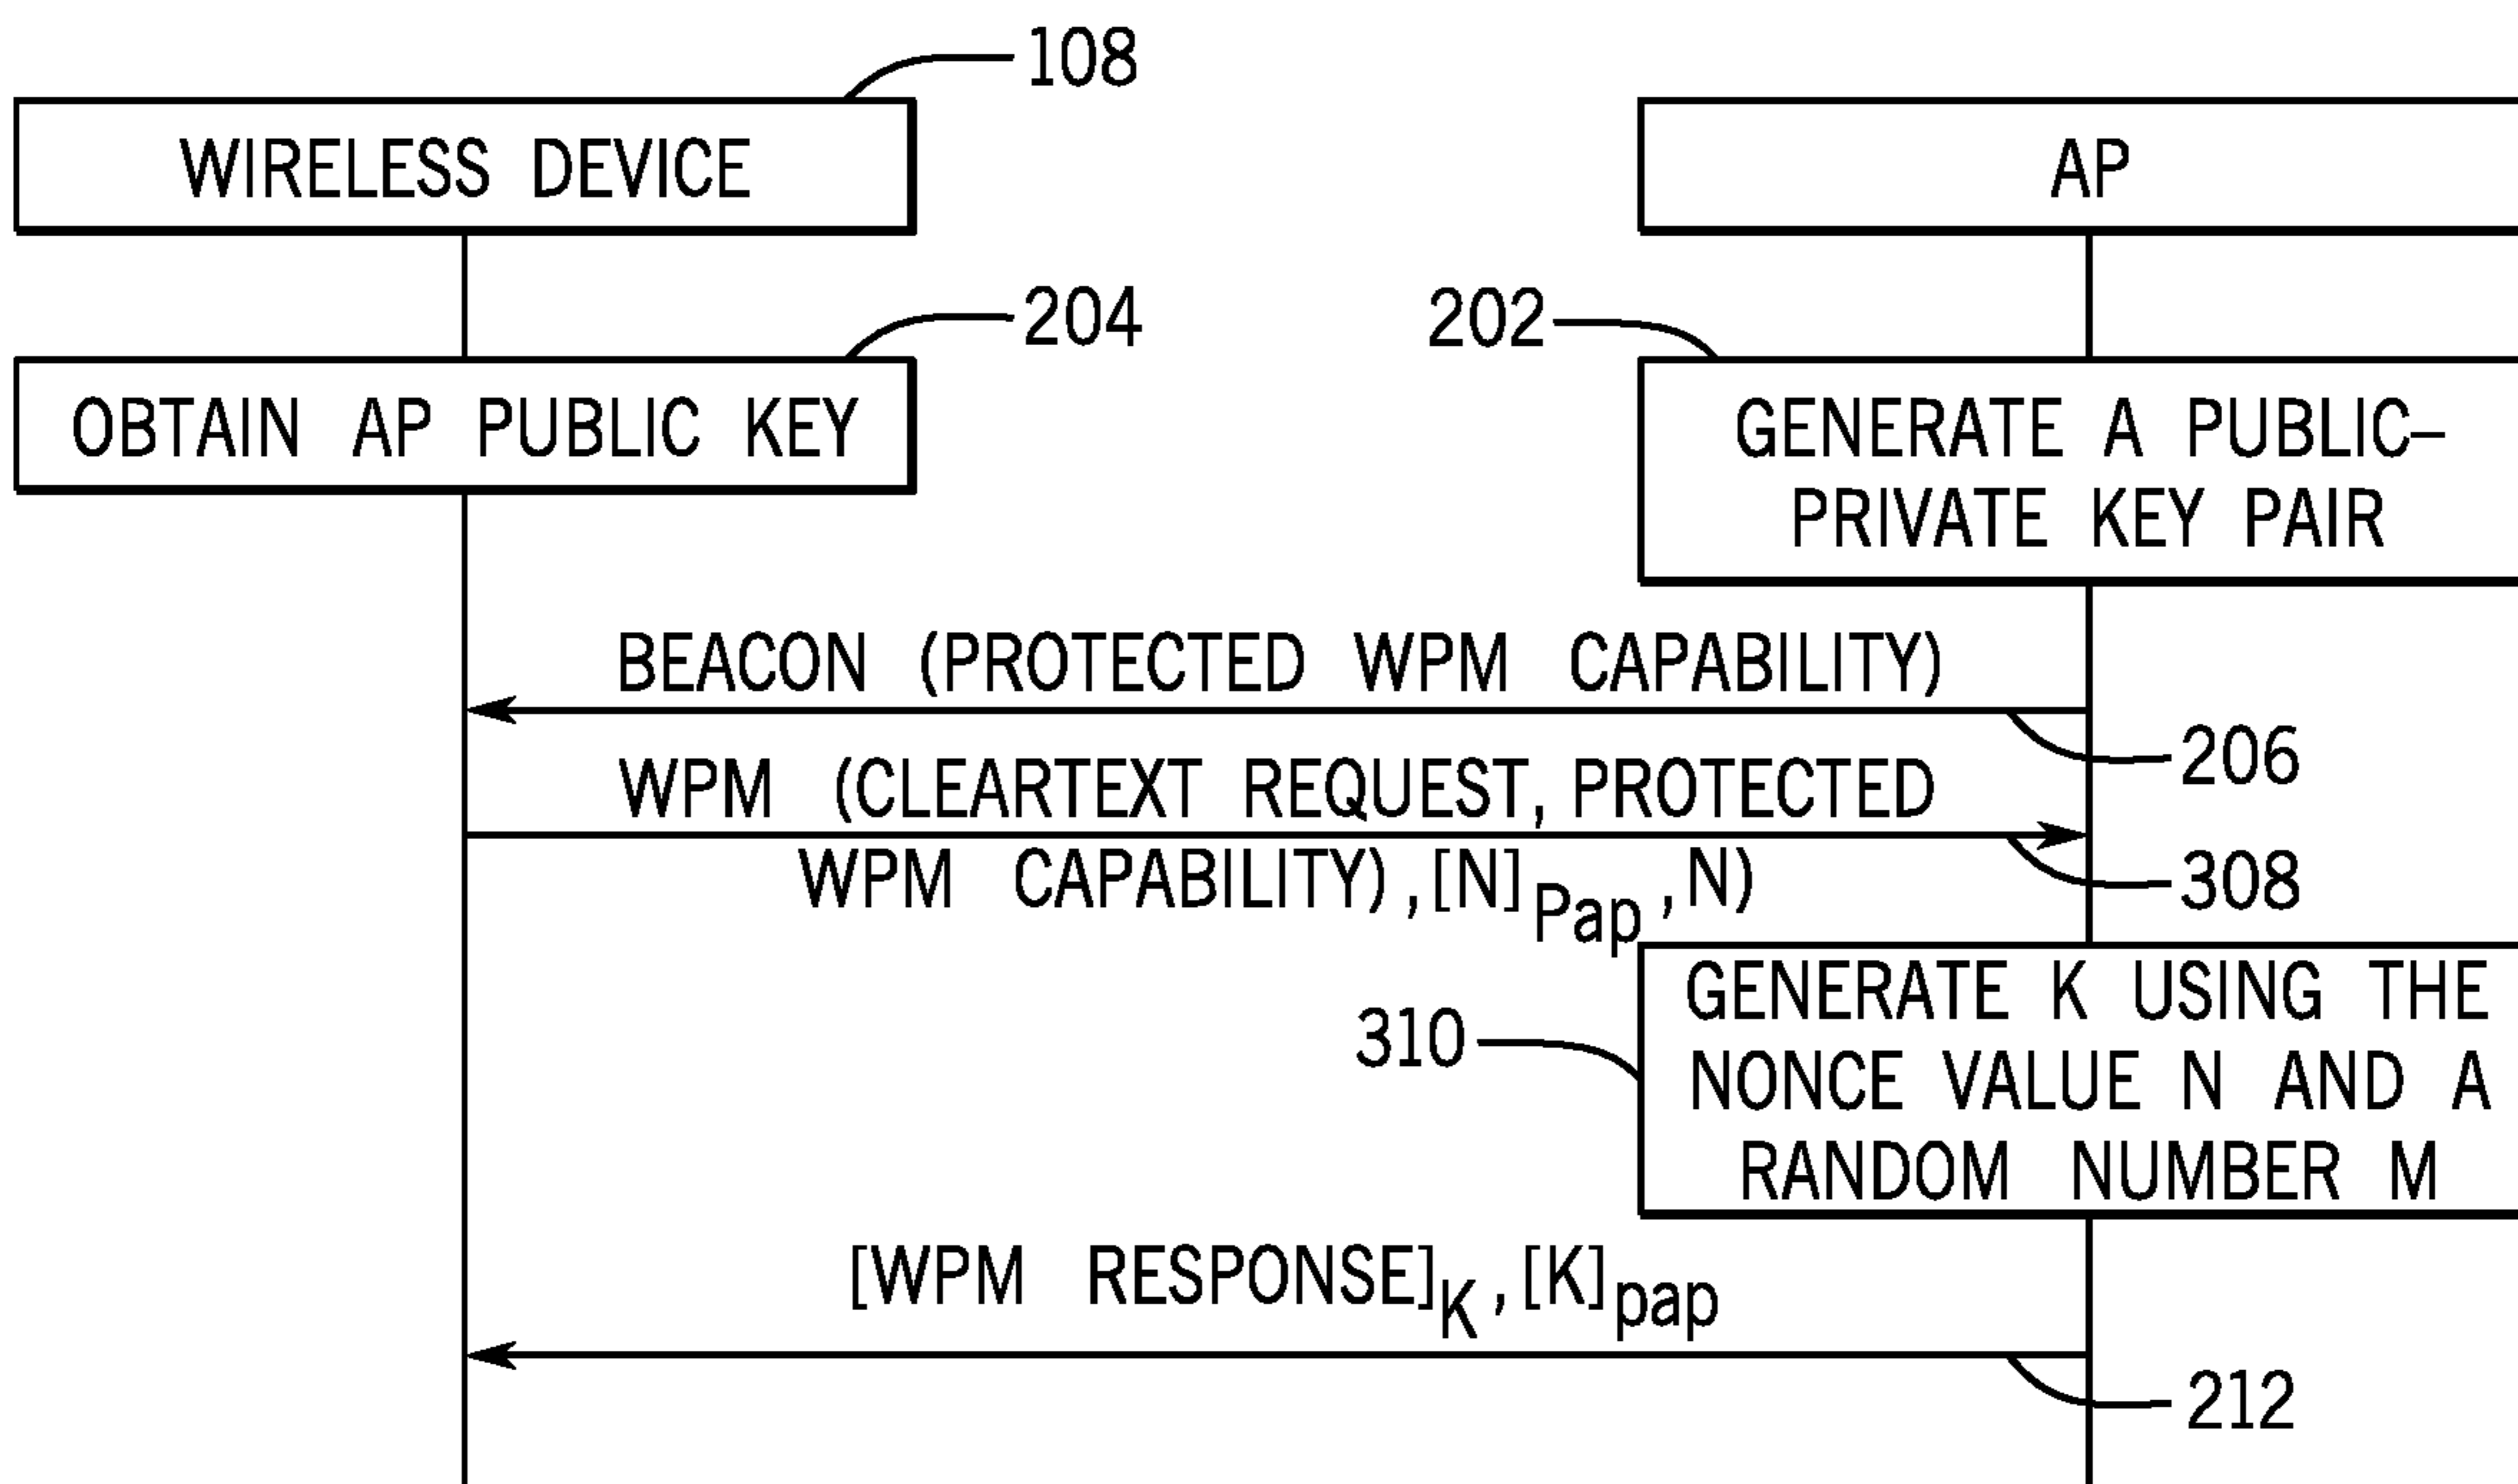 108
WIRELESS DEVICE
AP
204
202
OBTAIN AP PUBLIC KEY
GENERATE A PUBLIC–
PRIVATE KEY PAIR
BEACON (PROTECTED WPM CAPABILITY)
206
WPM (CLEARTEXT REQUEST, PROTECTED
WPM CAPABILITY),[N]Pap,N)
308
310
GENERATE K USING THE
NONCE VALUE N AND A
RANDOM NUMBER M
[WPM RESPONSE]K,[K]pap
212